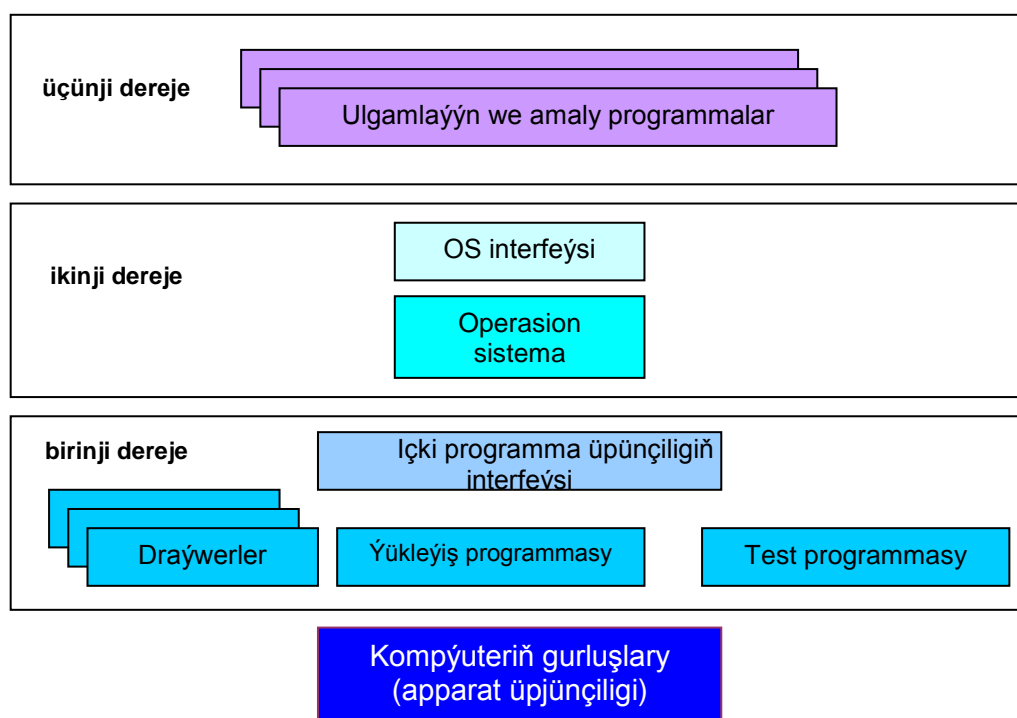 üçünji dereje
Ulgamlaýýn we amaly programmalar
OS interfeýsi
ikinji dereje
Operasion
sistema
birinji dereje
Içki programma üpünçiligiň
interfeýsi
Draýwerler
Ýükleýiş programmasy
Test programmasy
Kompýuteriň gurluşlary
(apparat üpjünçiligi)